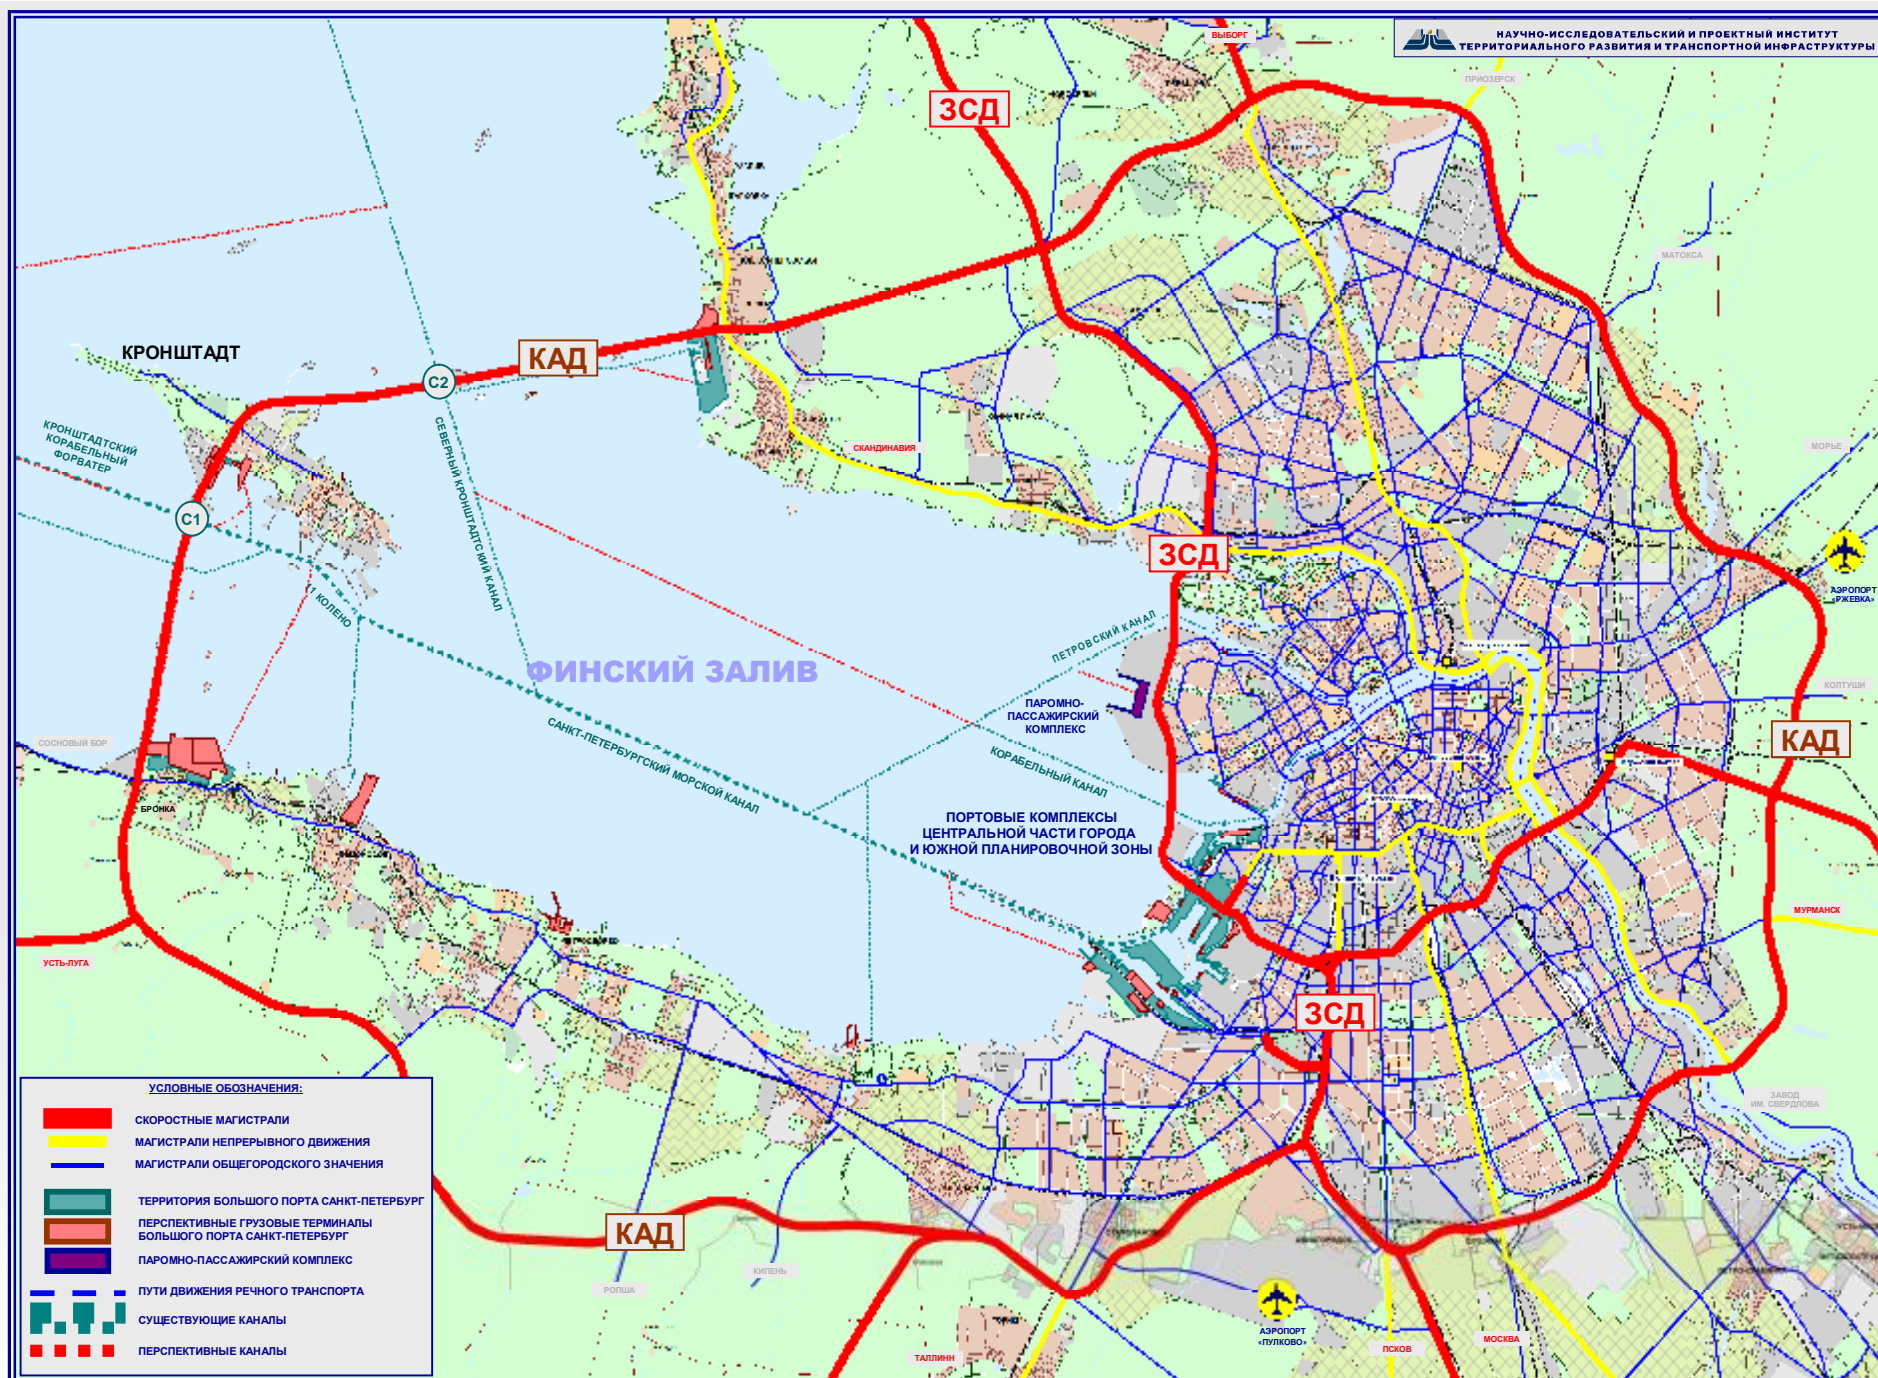 НАУЧНО-ИССЛЕДОВАТЕЛЬСКИЙ И ПРОЕКТНЫЙ ИНСТИТУТ
ТЕРРИТОРИАЛЬНОГО РАЗВИТИЯ И ТРАНСПОРТНОЙ ИНФРАСТРУКТУРЫ
ВЫБОРГ
ПРИОЗЕРСК
ЗСД
МАТОКСА
КРОНШТАДТ
КАД
С2
СКАНДИНАВИЯ
МОРЬЕ
КРОНШТАДТСКИЙ
КОРАБЕЛЬНЫЙ
ФОРВАТЕР
СЕВЕРНЫЙ КРОНШТАДТСКИЙ КАНАЛ
С1
ЗСД
АЭРОПОРТ
«РЖЕВКА»
11 КОЛЕНО
ПЕТРОВСКИЙ КАНАЛ
ФИНСКИЙ ЗАЛИВ
КОЛТУШИ
ПАРОМНО-
ПАССАЖИРСКИЙ
КОМПЛЕКС
СОСНОВЫЙ БОР
КАД
САНКТ-ПЕТЕРБУРГСКИЙ МОРСКОЙ КАНАЛ
КОРАБЕЛЬНЫЙ КАНАЛ
БРОНКА
ПОРТОВЫЕ КОМПЛЕКСЫ
ЦЕНТРАЛЬНОЙ ЧАСТИ ГОРОДА
И ЮЖНОЙ ПЛАНИРОВОЧНОЙ ЗОНЫ
МУРМАНСК
УСТЬ-ЛУГА
ЗСД
ЗАВОД
ИМ. СВЕРДЛОВА
КАД
РОПША
КИПЕНЬ
АЭРОПОРТ
«ПУЛКОВО»
ТАЛЛИНН
ПСКОВ
МОСКВА
УСЛОВНЫЕ ОБОЗНАЧЕНИЯ:
СКОРОСТНЫЕ МАГИСТРАЛИ
МАГИСТРАЛИ НЕПРЕРЫВНОГО ДВИЖЕНИЯ
МАГИСТРАЛИ ОБЩЕГОРОДСКОГО ЗНАЧЕНИЯ
ТЕРРИТОРИЯ БОЛЬШОГО ПОРТА САНКТ-ПЕТЕРБУРГ
ПЕРСПЕКТИВНЫЕ ГРУЗОВЫЕ ТЕРМИНАЛЫ
БОЛЬШОГО ПОРТА САНКТ-ПЕТЕРБУРГ
ПАРОМНО-ПАССАЖИРСКИЙ КОМПЛЕКС
ПУТИ ДВИЖЕНИЯ РЕЧНОГО ТРАНСПОРТА
СУЩЕСТВУЮЩИЕ КАНАЛЫ
ПЕРСПЕКТИВНЫЕ КАНАЛЫ